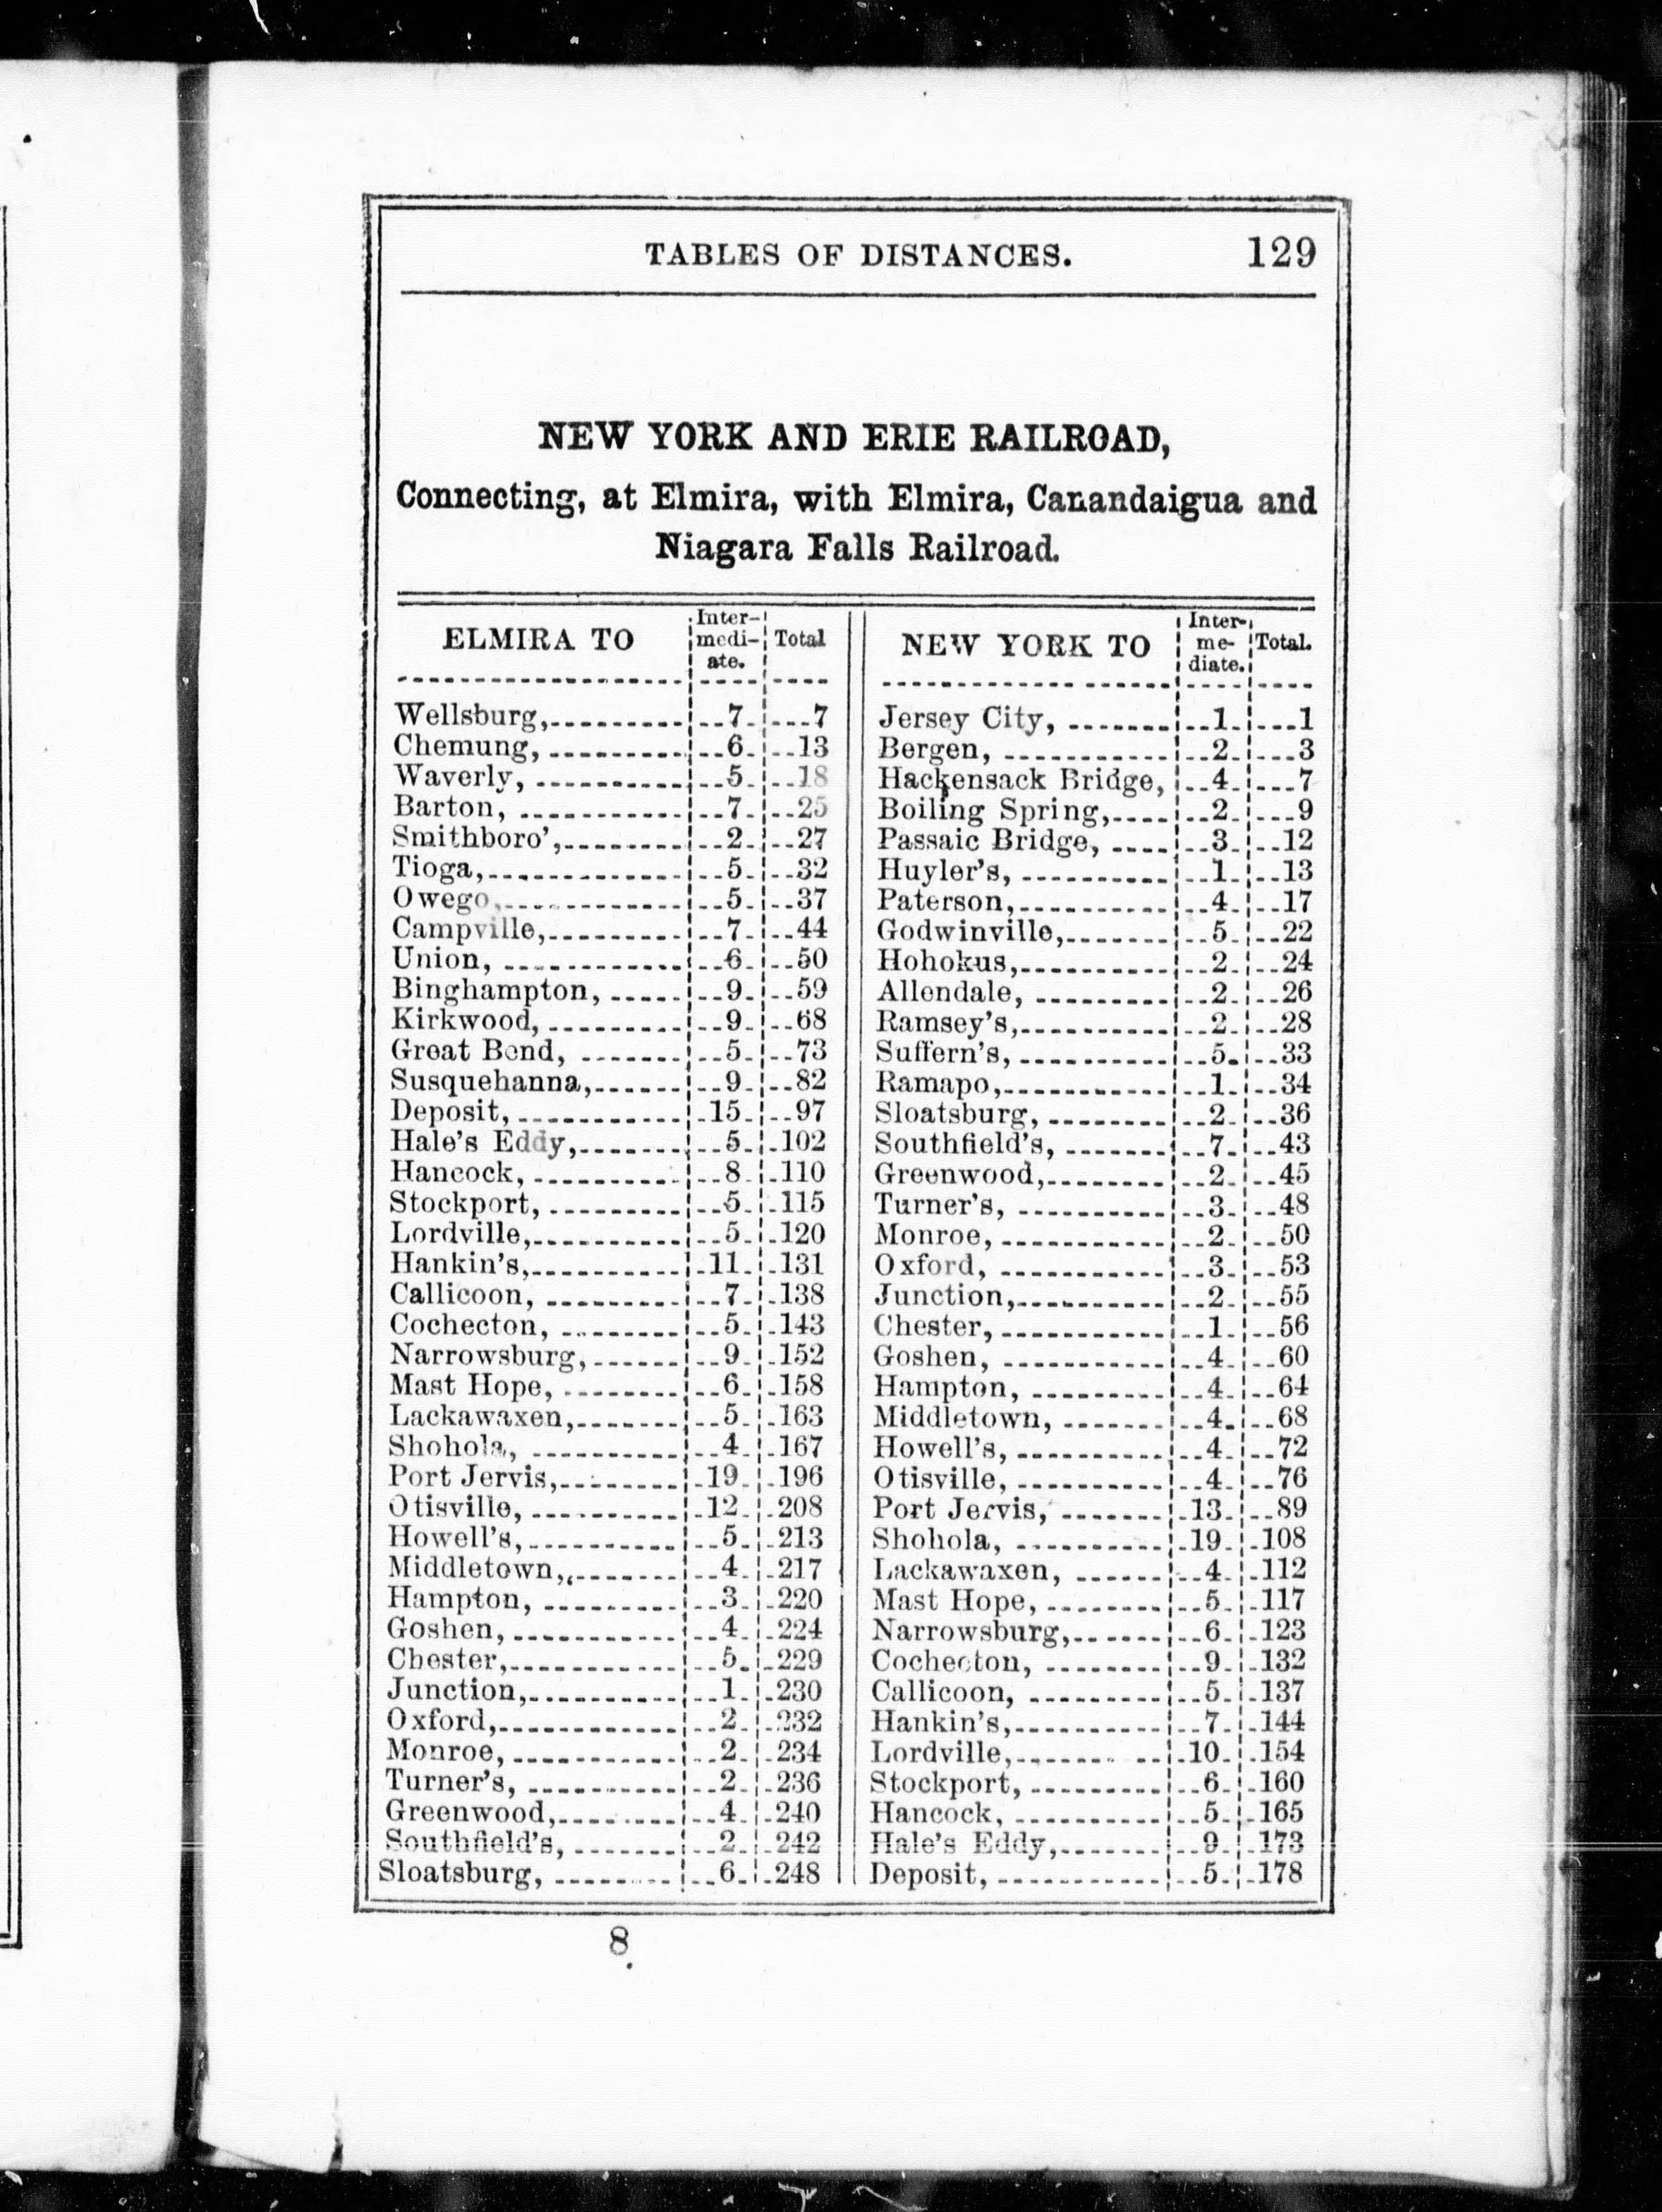 TABLES OF DISTANCES. 129
NEW YORK AND ERIE RAILROAD,
Connecting, at Elmira, with Elmira, Canandaigua and
Niagara Falls Railroad.
ELMIRA TO Inter-medi-ate. Total
Wellsburg, 7 7
Chemung, 6 13
Waverly, 5 18
Barton, 7 25
Smithboro', 2 27
Tioga, 5 32
Owego, 5 37
Campville, 7 44
Union, 6 50
Binghampton, 9 59
Kirkwood, 9 68
Great Bend, 5 73
Susquehanna, 9 82
Deposit, 15 97
Hale's Eddy, 5 102
Hancock, 8 110
Stockport, 5 115
Lordville, 5 120
Hankin's, 11 131
Callicoon, 7 138
Cochecton, 5 143
Narrowsburg, 9 152
Mast Hope, 6 158
Lackawaxen, 5 163
Shohola, 4 167
Port Jervis, 19 196
Otisville, 12 208
Howell's, 5 213
Middletown, 4 217
Hampton, 3 220
Goshen, 4 224
Chester, 5 229
Junction, 1 230
Oxford, 2 232
Monroe, 2 234
Turner's, 2 236
Greenwood, 4 240
Southfield's, 2 242
Sloatsburg, 6 248
NEW YORK TO Inter-me-diate. Total.
Jersey City, 1 1
Bergen, 2 3
Hackensack Bridge, 4 7
Boiling Spring, 2 9
Passaic Bridge, 3 12
Huyler's, 1 13
Paterson, 4 17
Godwinville, 5 22
Hohokus, 2 24
Allendale, 2 26
Ramsey's, 2 28
Suffern's, 5 33
Ramapo, 1 34
Sloatsburg, 2 36
Southfield's, 7 43
Greenwood, 2 45
Turner's, 3 48
Monroe, 2 50
Oxford, 3 53
Junction, 2 55
Chester, 1 56
Goshen, 4 60
Hampton, 4 64
Middletown, 4 68
Howell's, 4 72
Otisville, 4 76
Port Jervis, 13 89
Shohola, 19 108
Lackawaxen, 4 112
Mast Hope, 5 117
Narrowsburg, 6 123
Cochecton, 9 132
Callicoon, 5 137
Hankin's, 7 144
Lordville, 10 154
Stockport, 6 160
Hancock, 5 165
Hale's Eddy, 9 173
Deposit, 5 178
8